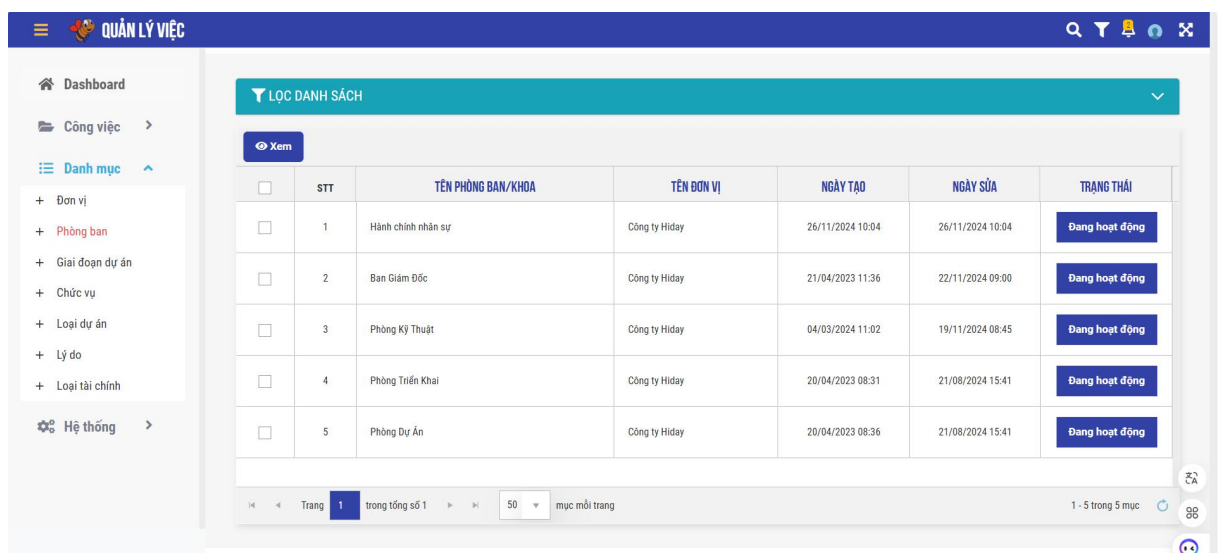 QUẢN LÝ VIỆC
2
Dashboard
Công việc
Danh mục
+ Đơn vị
+ Phòng ban
+ Giai đoạn dự án
+ Chức vụ
+ Loại dự án
+ Lý do
+ Loại tài chính
Hệ thống
LỌC DANH SÁCH
Xem
STT TÊN PHÒNG BAN/KHOA TÊN ĐƠN VỊ NGÀY TẠO NGÀY SỬA TRẠNG THÁI
1 Hành chính nhân sự Công ty Hiday 26/11/2024 10:04 26/11/2024 10:04 Đang hoạt động
2 Ban Giám Đốc Công ty Hiday 21/04/2023 11:36 22/11/2024 09:00 Đang hoạt động
3 Phòng Kỹ Thuật Công ty Hiday 04/03/2024 11:02 19/11/2024 08:45 Đang hoạt động
4 Phòng Triển Khai Công ty Hiday 20/04/2023 08:31 21/08/2024 15:41 Đang hoạt động
5 Phòng Dự Án Công ty Hiday 20/04/2023 08:36 21/08/2024 15:41 Đang hoạt động
Trang 1 trong tổng số 1 50 mục mỗi trang 1 - 5 trong 5 mục